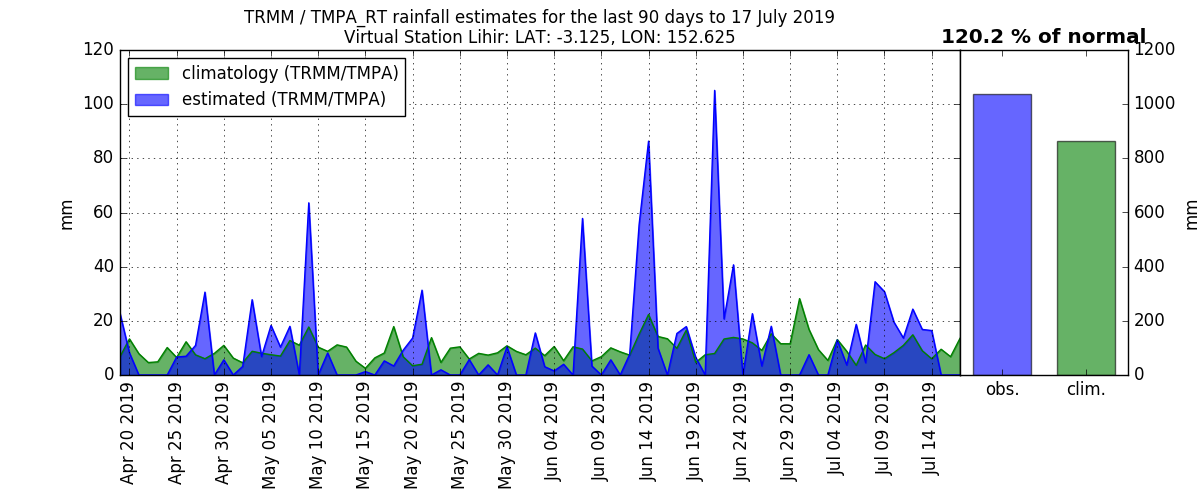 TRMM / TMPA_RT rainfall estimates for the last 90 days to 17 July 2019
Virtual Station Lihir: LAT: -3.125, LON: 152.625
120.2 % of normal
climatology (TRMM/TMPA)
estimated (TRMM/TMPA)
mm
120
100
80
60
40
20
0
Apr 20 2019
Apr 25 2019
Apr 30 2019
May 05 2019
May 10 2019
May 15 2019
May 20 2019
May 25 2019
May 30 2019
Jun 04 2019
Jun 09 2019
Jun 14 2019
Jun 19 2019
Jun 24 2019
Jun 29 2019
Jul 04 2019
Jul 09 2019
Jul 14 2019
obs.
clim.
1200
1000
800
600
400
200
0
mm